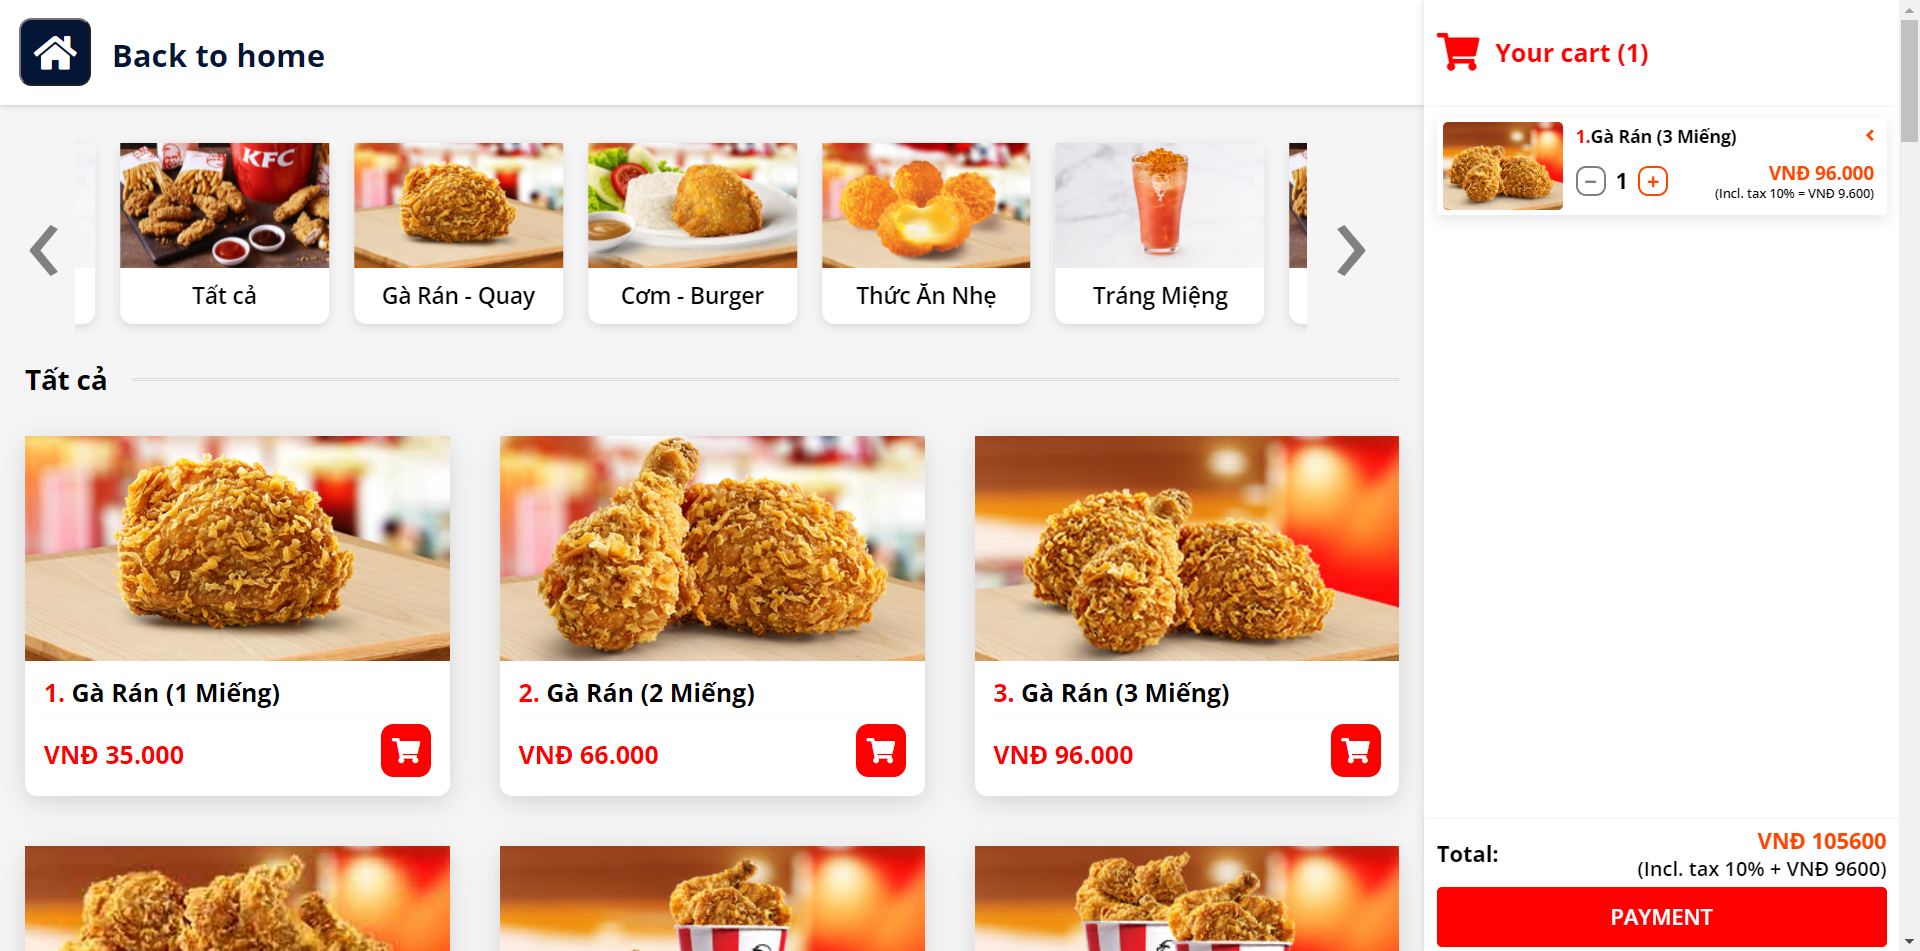 Back to home
Your cart (1)
1.Gà Rán (3 Miếng)
1
VNĐ 96.000
(Incl. tax 10% = VNĐ 9.600)
KFC
Tất cả
Gà Rán - Quay
Cơm - Burger
Thức Ăn Nhẹ
Tráng Miệng
Tất cả
1. Gà Rán (1 Miếng)
VNĐ 35.000
2. Gà Rán (2 Miếng)
VNĐ 66.000
3. Gà Rán (3 Miếng)
VNĐ 96.000
Total:
VNĐ 105600
(Incl. tax 10% + VNĐ 9600)
PAYMENT